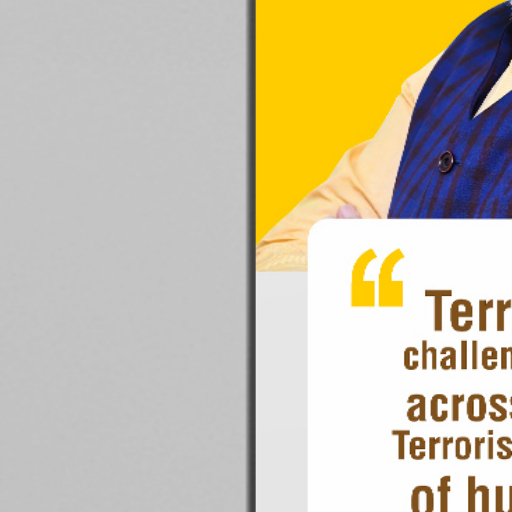 “ Terr
challen
across
Terroris
of hu